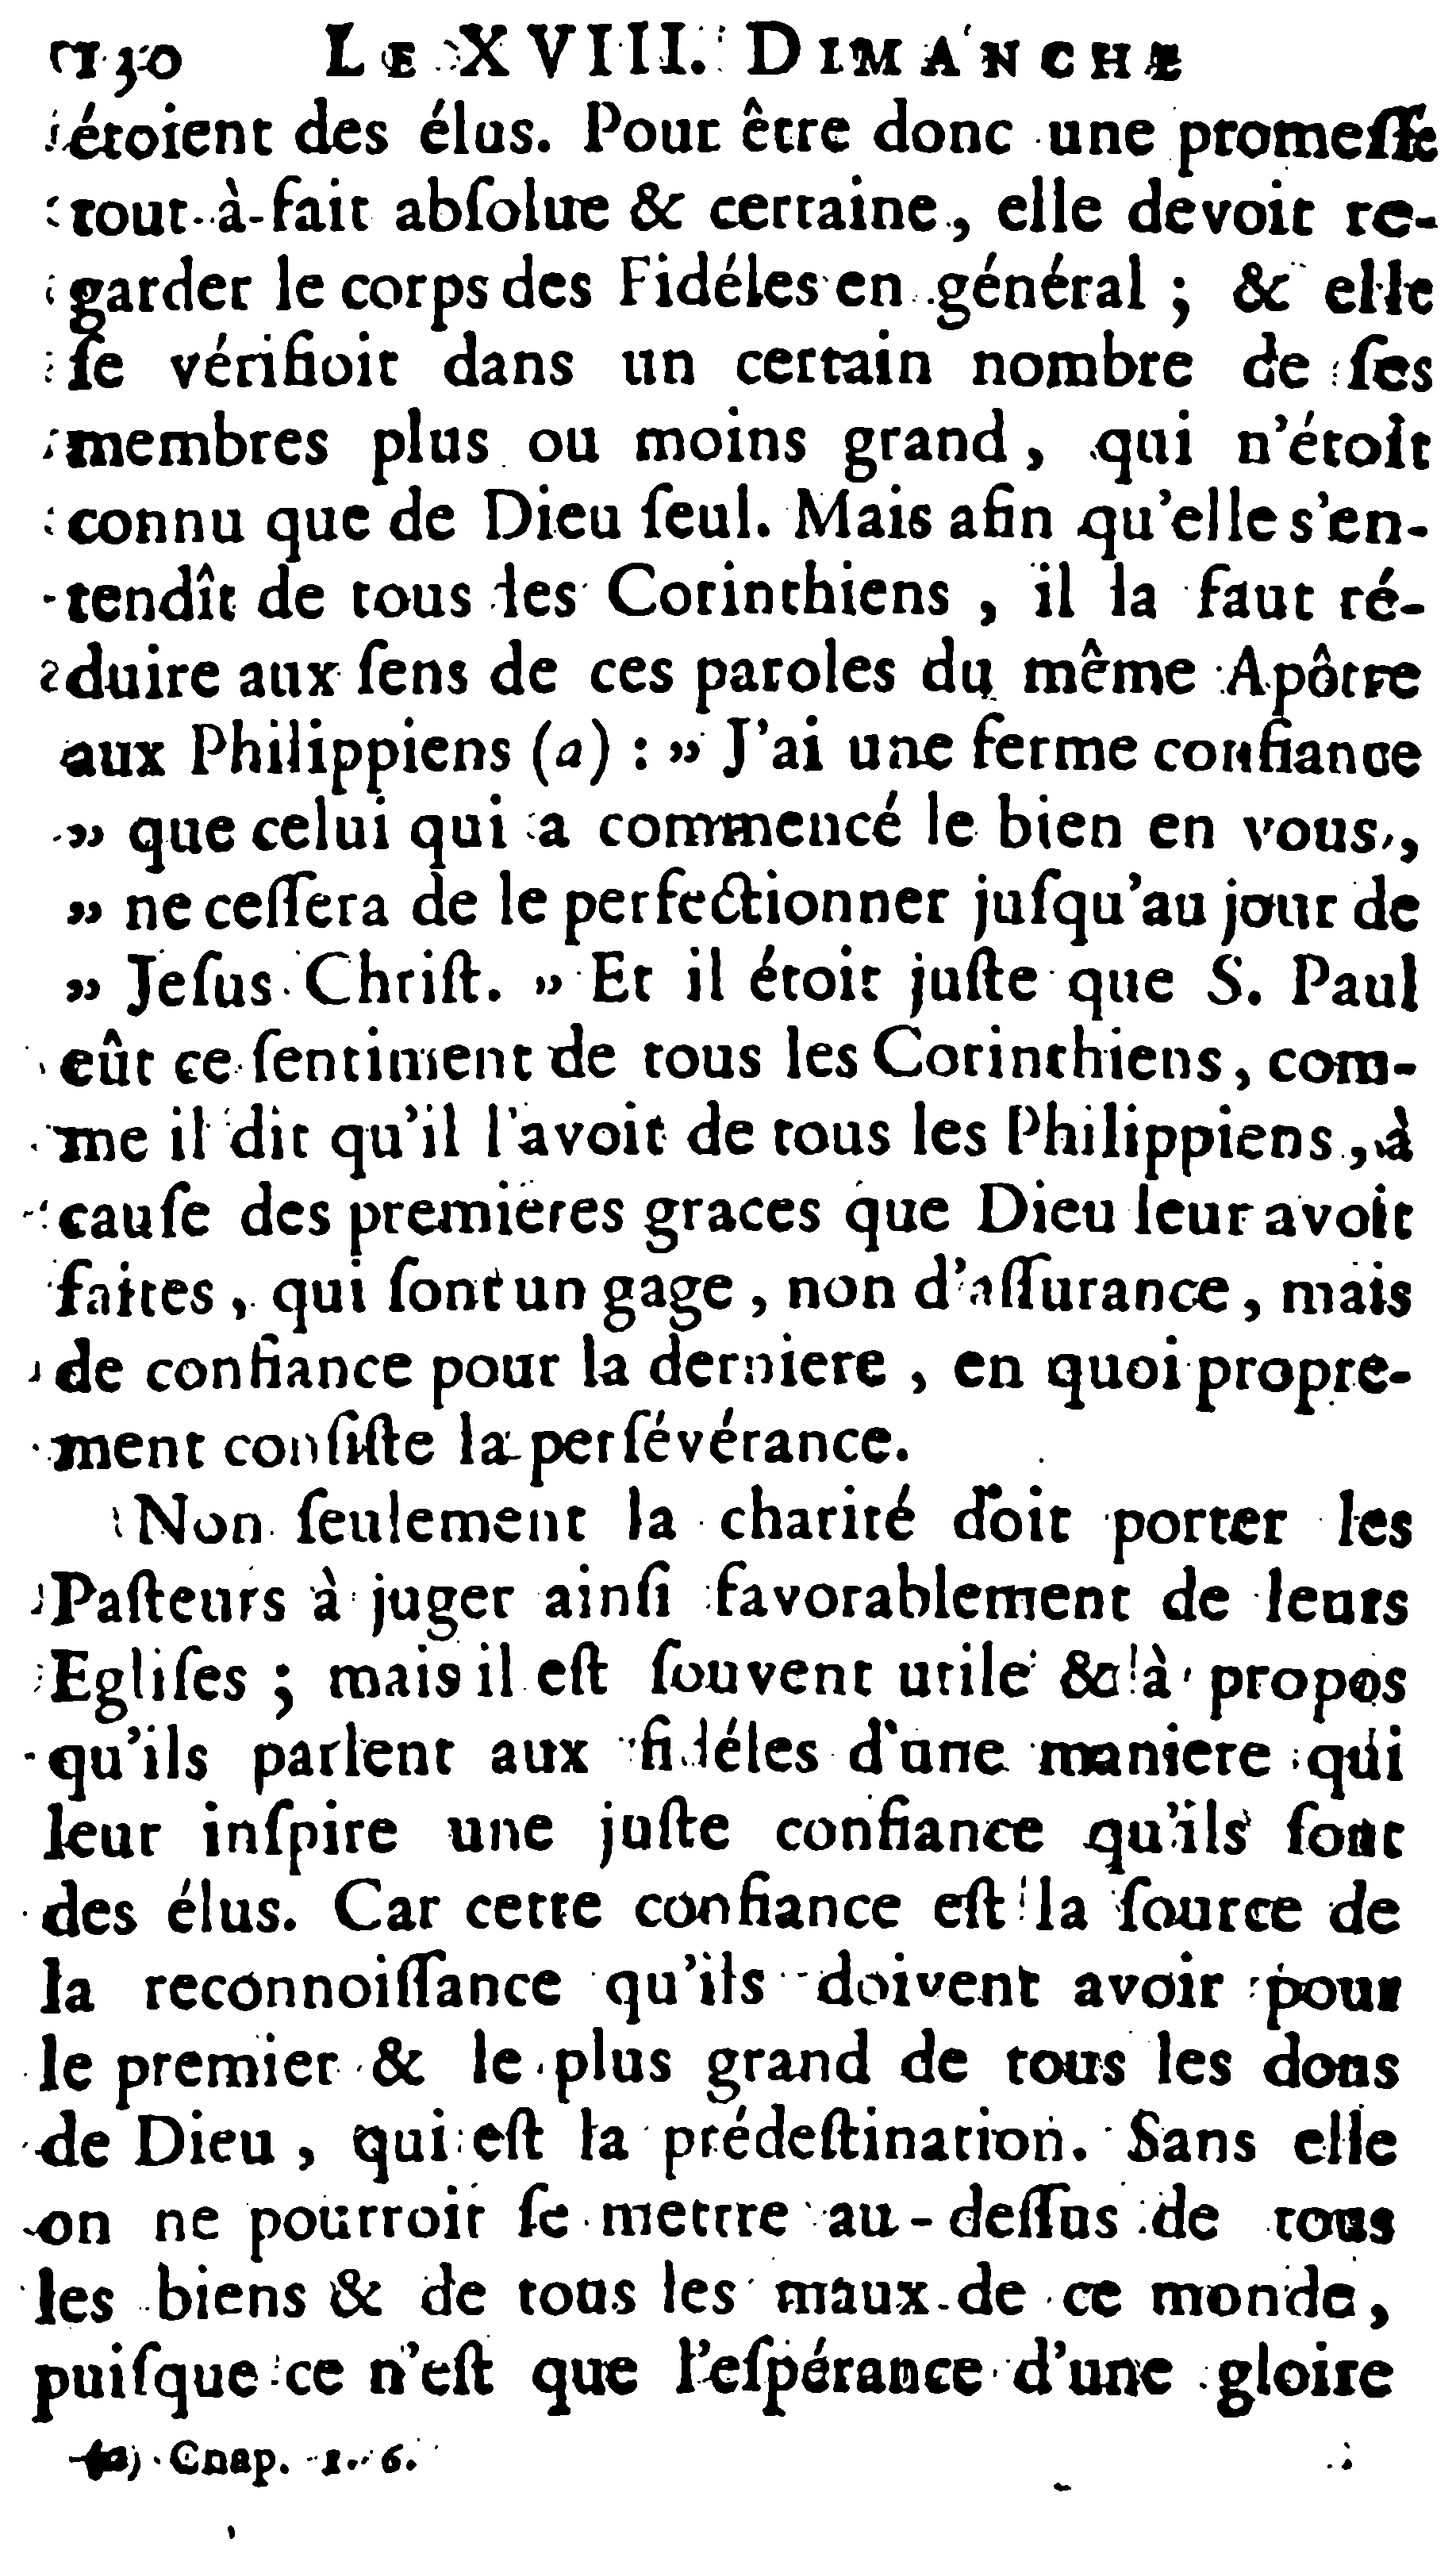 130 LE XVIII. DIMANCHE
étoient des élus. Pour être donc une promeſſe
tout-à-fait abſolue & certaine, elle devoit re-
garder le corps des Fidéles en général ; & elle
ſe vérifioit dans un certain nombre de ſes
membres plus ou moins grand, qui n'étoit
connu que de Dieu ſeul. Mais afin qu'elle s'en-
tendît de tous les Corinthiens, il la faut ré-
duire aux ſens de ces paroles du même Apôtre
aux Philippiens (a) : » J'ai une ferme confiance
» que celui qui a commencé le bien en vous,
» ne ceſſera de le perfectionner juſqu'au jour de
» Jeſus Chriſt. » Et il étoit juſte que S. Paul
eût ce ſentiment de tous les Corinthiens, com-
me il dit qu'il l'avoit de tous les Philippiens, à
cauſe des premieres graces que Dieu leur avoit
faites, qui ſont un gage, non d'aſſurance, mais
de confiance pour la derniere, en quoi propre-
ment conſiſte la perſévérance.
Non ſeulement la charité doit porter les
Paſteurs à juger ainſi favorablement de leurs
Egliſes ; mais il eſt ſouvent utile & à propos
qu'ils parlent aux fidéles d'une maniere qui
leur inſpire une juſte confiance qu'ils ſont
des élus. Car cette confiance eſt la ſource de
la reconnoiſſance qu'ils doivent avoir pour
le premier & le plus grand de tous les dons
de Dieu, qui eſt la prédeſtination. Sans elle
on ne pourroit ſe mettre au-deſſus de tous
les biens & de tous les maux de ce monde,
puiſque ce n'eſt que l'eſpérance d'une gloire
(a) Chap. 1. 6.